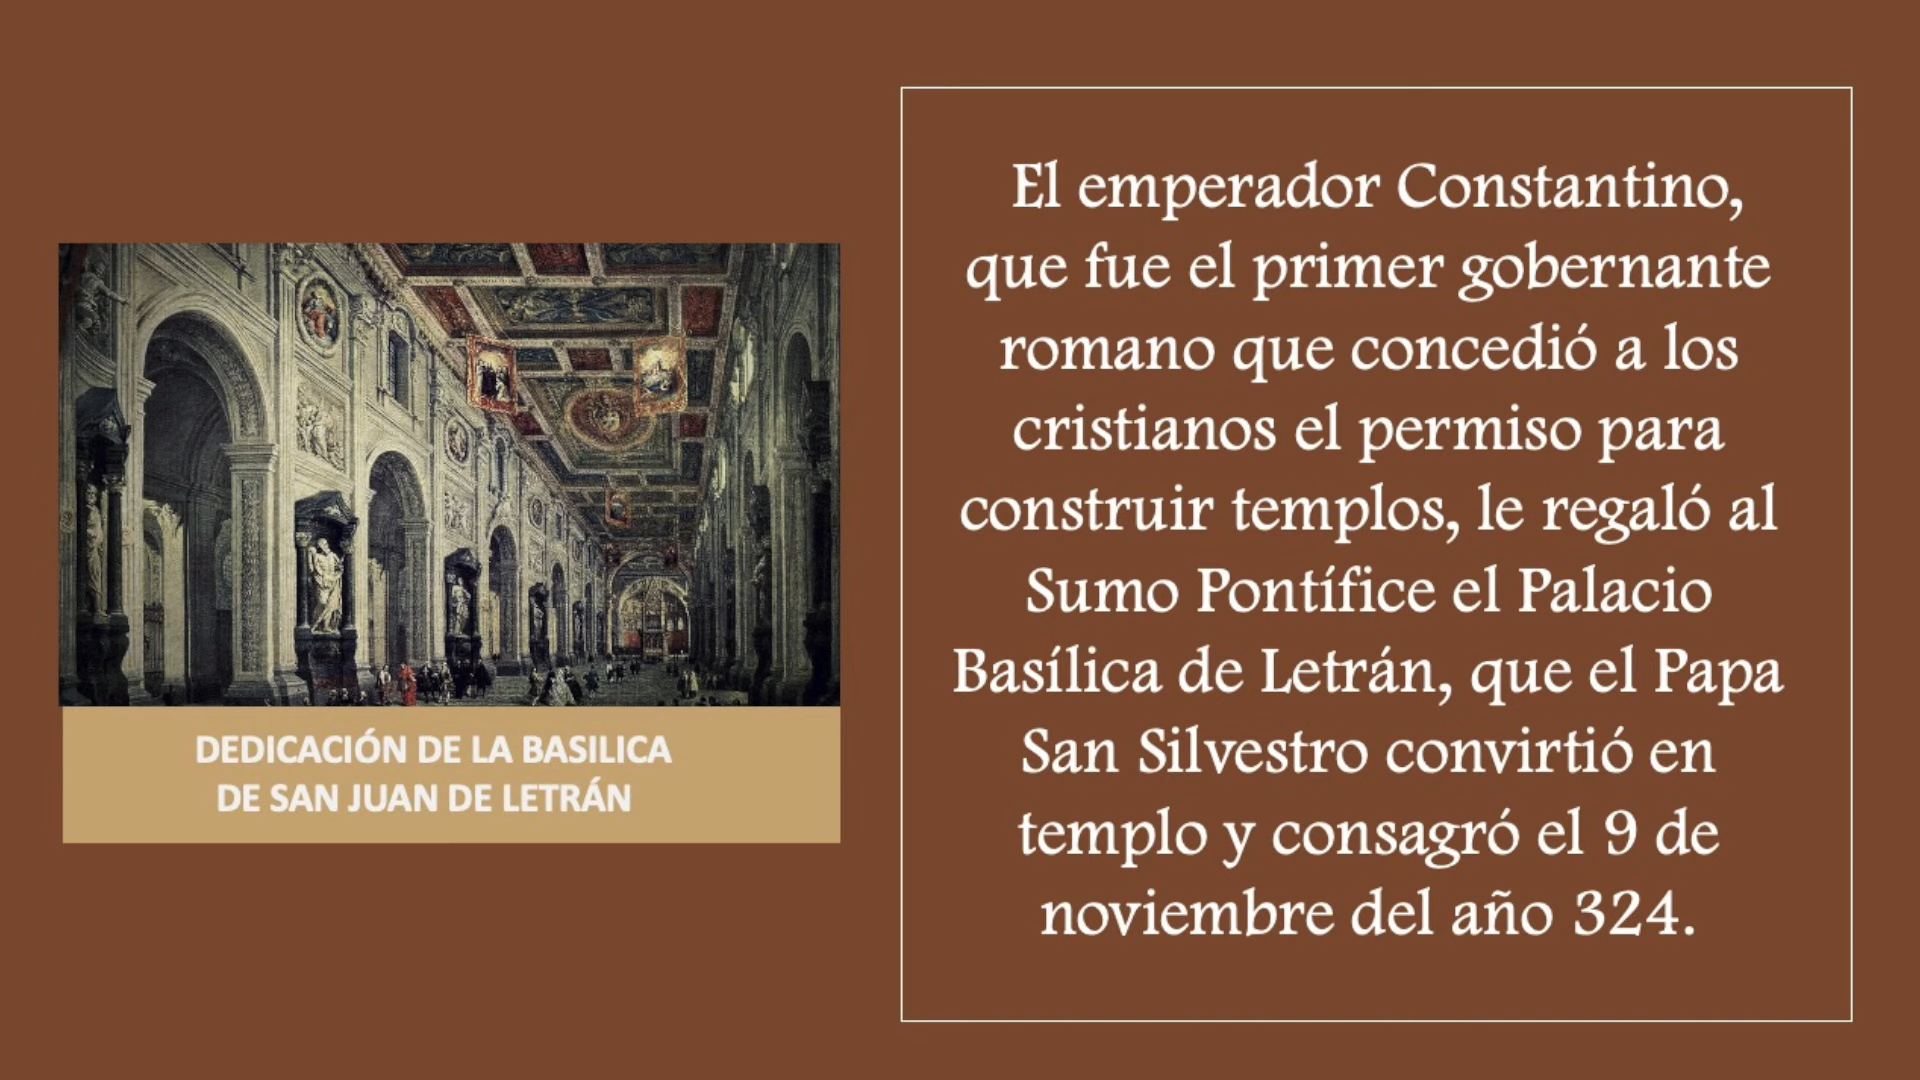 El emperador Constantino,
que fue el primer gobernante
romano que concedió a los
cristianos el permiso para
construir templos, le regaló al
Sumo Pontífice el Palacio
Basílica de Letrán, que el Papa
San Silvestro convirtió en
templo y consagró el 9 de
noviembre del año 324.
DEDICACIÓN DE LA BASILICA
DE SAN JUAN DE LETRÁN